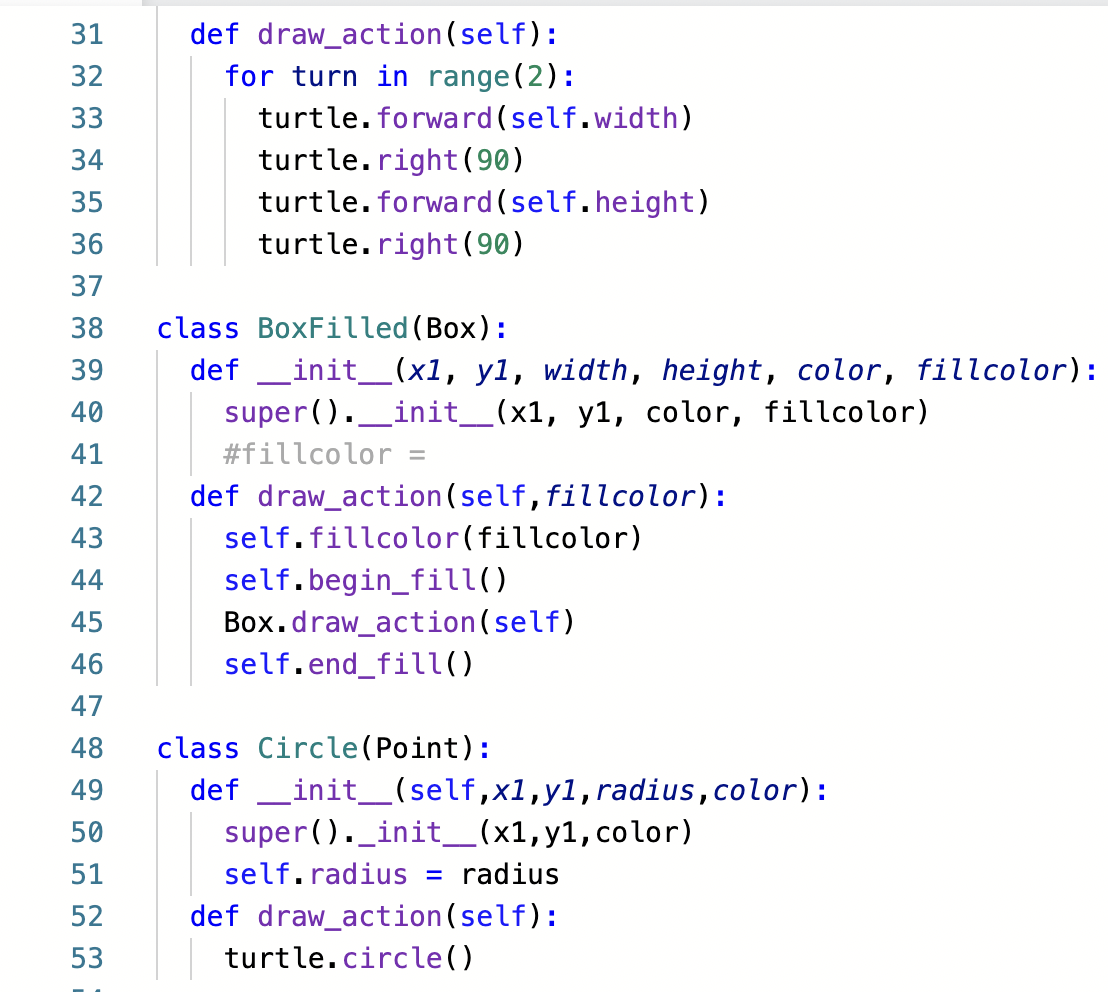 31 def draw_action(self):
32 for turn in range(2):
33 turtle.forward(self.width)
34 turtle.right(90)
35 turtle.forward(self.height)
36 turtle.right(90)
37
38 class BoxFilled(Box):
39 def __init__(x1, y1, width, height, color, fillcolor):
40 super().__init__(x1, y1, color, fillcolor)
41 #fillcolor =
42 def draw_action(self,fillcolor):
43 self.fillcolor(fillcolor)
44 self.begin_fill()
45 Box.draw_action(self)
46 self.end_fill()
47
48 class Circle(Point):
49 def __init__(self,x1,y1,radius,color):
50 super()._init__(x1,y1,color)
51 self.radius = radius
52 def draw_action(self):
53 turtle.circle()